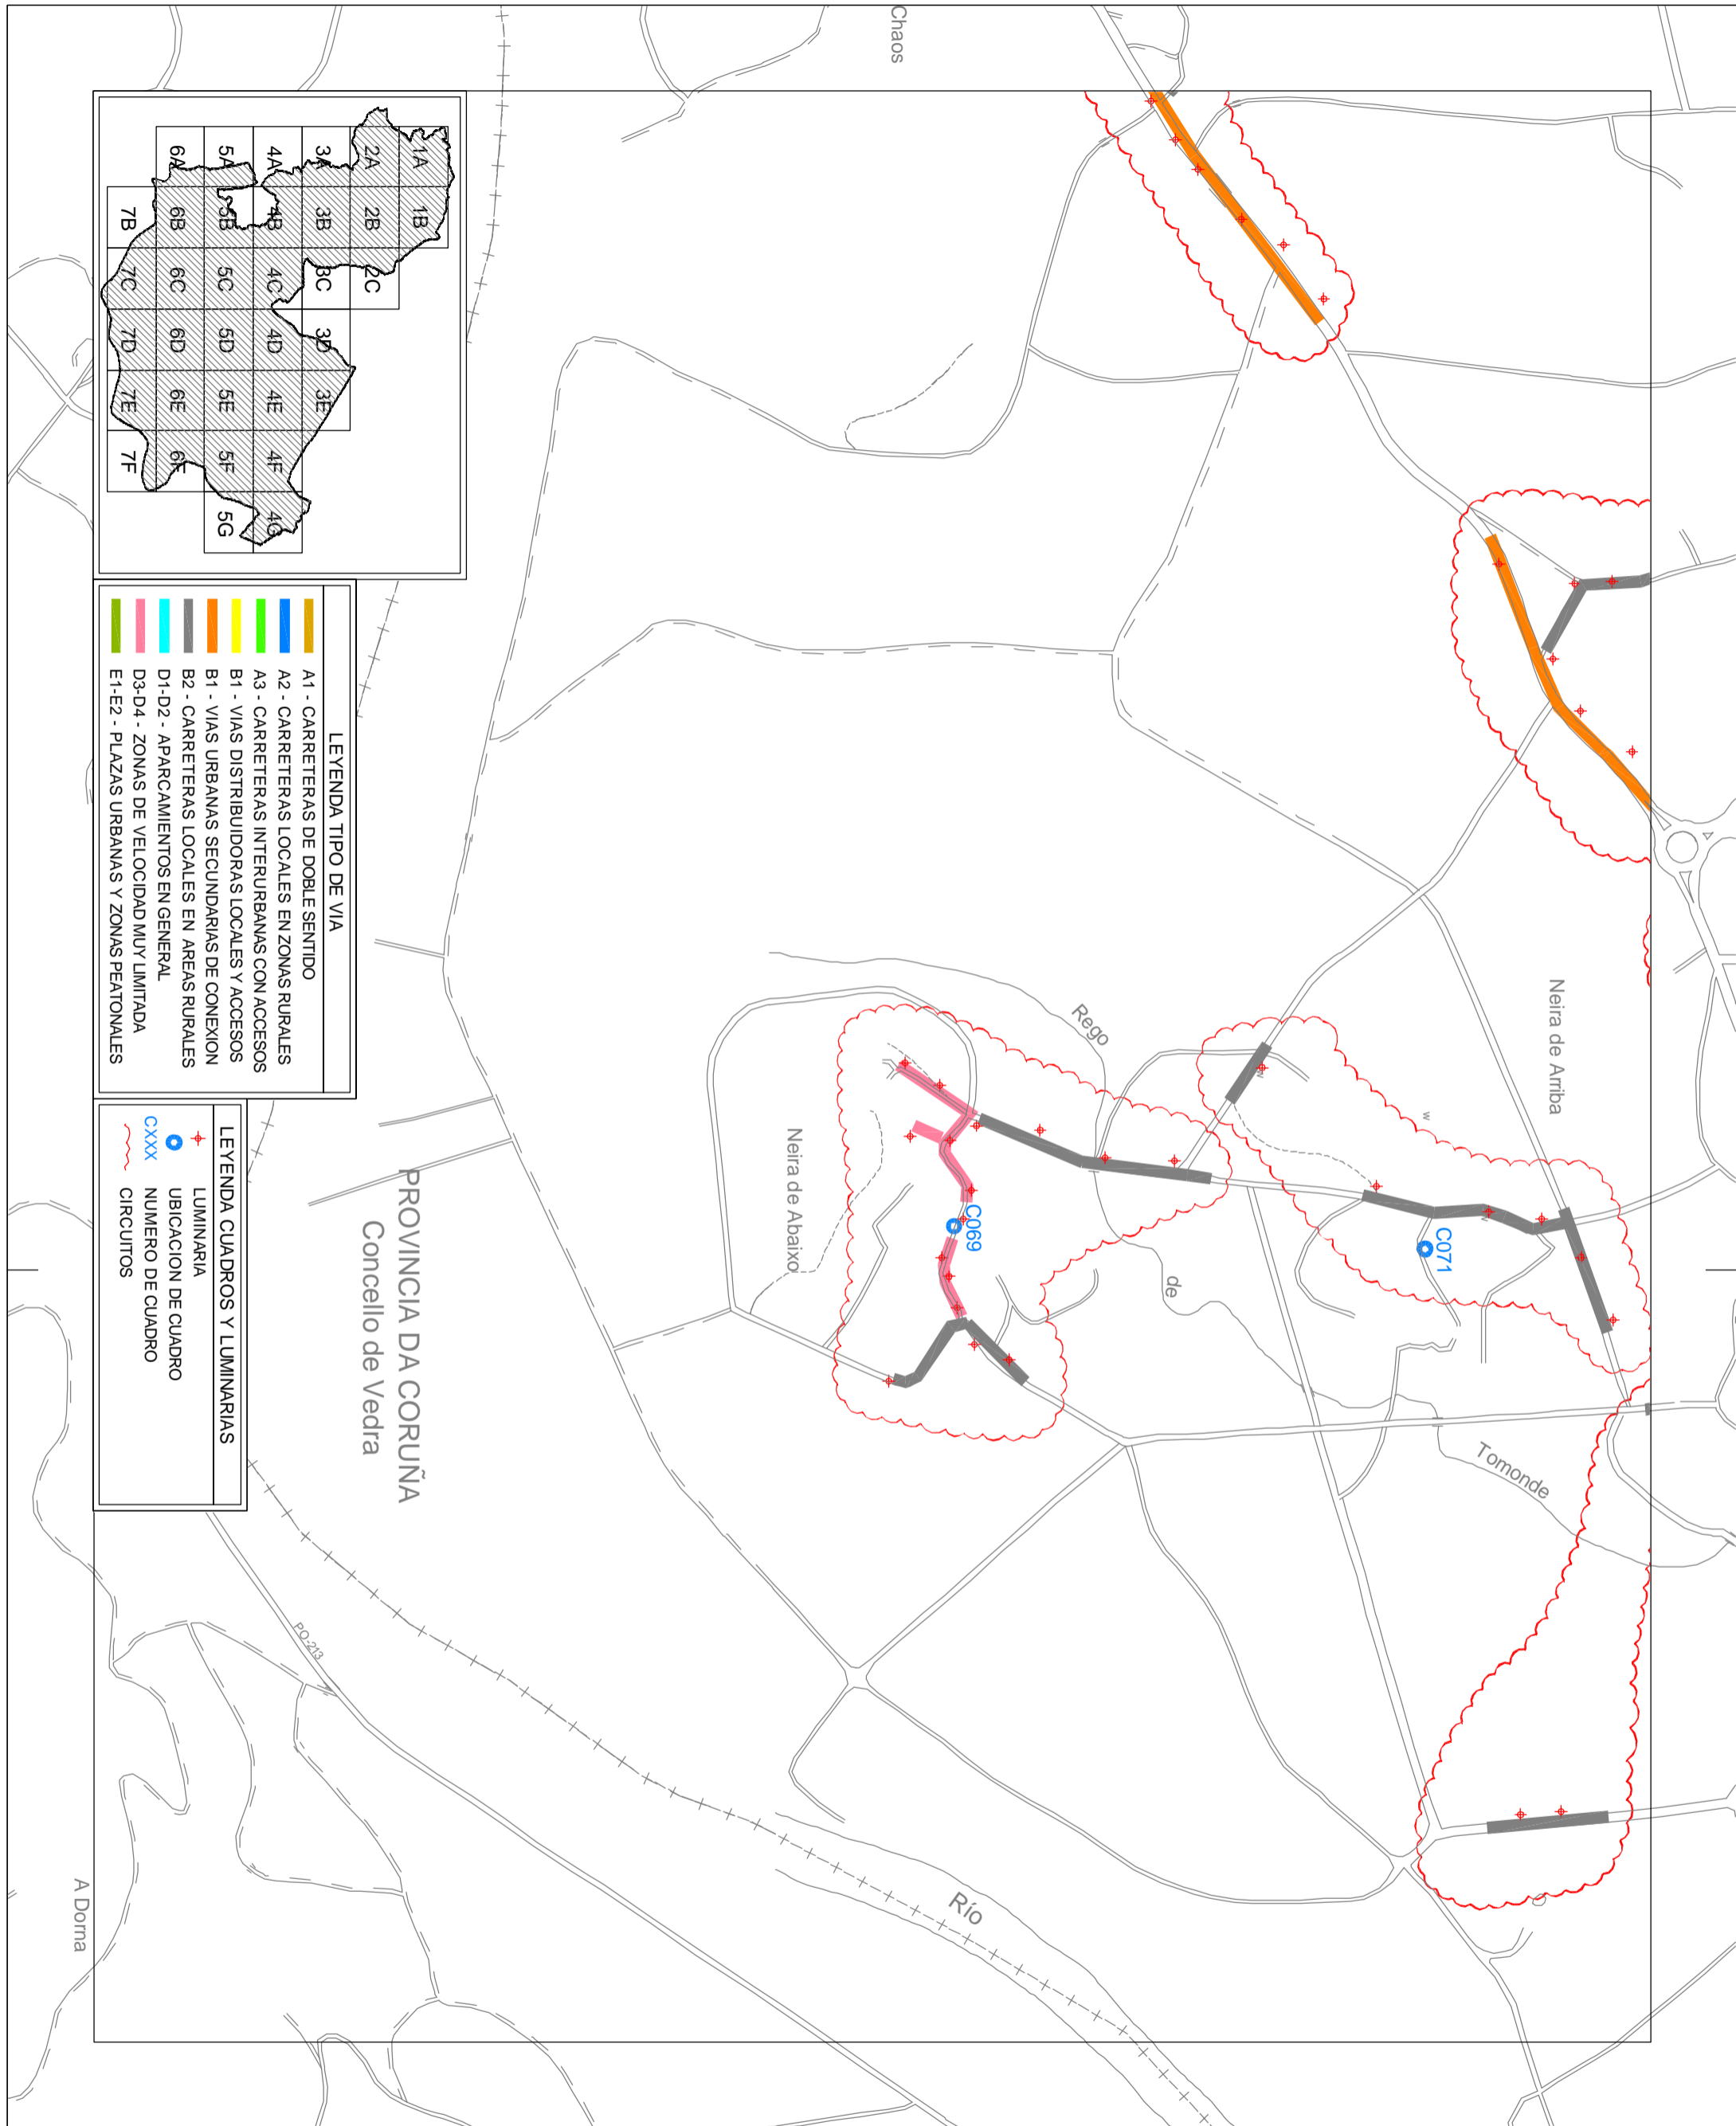 Chaos
1A
2A
3A
4A
5A
6A
1B
2B
3B
4B
5B
6B
7B
2C
3C
4C
5C
6C
7C
3D
4D
5D
6D
7D
3E
4E
5E
6E
7E
4F
5F
6F
7F
4G
5G
LEYENDA TIPO DE VIA
A1 - CARRETERAS DE DOBLE SENTIDO
A2 - CARRETERAS LOCALES EN ZONAS RURALES
A3 - CARRETERAS INTERURBANAS CON ACCESOS
B1 - VIAS DISTRIBUIDORAS LOCALES Y ACCESOS
B1 - VIAS URBANAS SECUNDARIAS DE CONEXION
B2 - CARRETERAS LOCALES EN AREAS RURALES
D1-D2 - APARCAMIENTOS EN GENERAL
D3-D4 - ZONAS DE VELOCIDAD MUY LIMITADA
E1-E2 - PLAZAS URBANAS Y ZONAS PEATONALES
LEYENDA CUADROS Y LUMINARIAS
LUMINARIA
UBICACION DE CUADRO
CXXX NUMERO DE CUADRO
CIRCUITOS
Neira de Arriba
Rego
de
Tomonde
Neira de Abaixo
C069
C071
PROVINCIA DA CORUÑA
Concello de Vedra
PO-213
Río
A Dorna